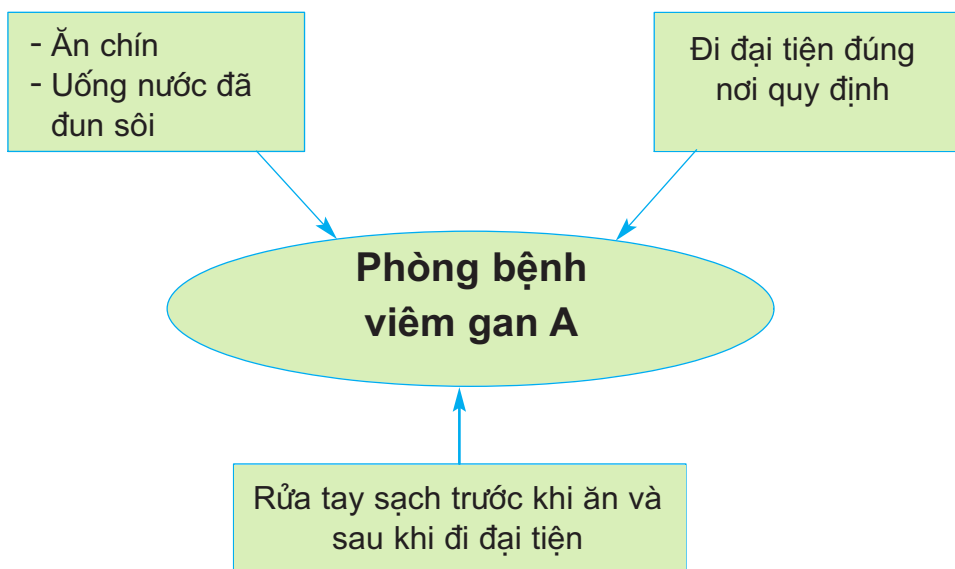 - Ăn chín
- Uống nước đã
đun sôi
Đi đại tiện đúng
nơi quy định
Phòng bệnh
viêm gan A
Rửa tay sạch trước khi ăn và
sau khi đi đại tiện